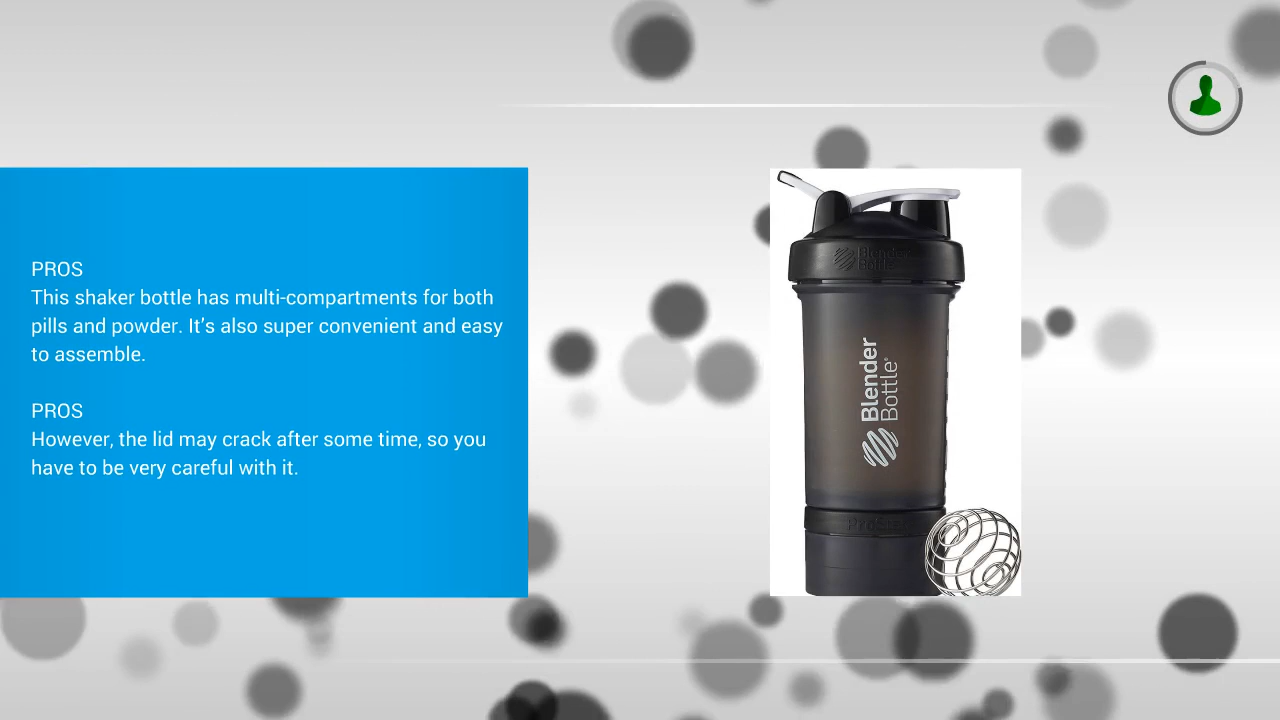 PROS
This shaker bottle has multi-compartments for both
pills and powder. It’s also super convenient and easy
to assemble.
PROS
However, the lid may crack after some time, so you
have to be very careful with it.
Blender
Bottle
Blender
Bottle®
ProStak